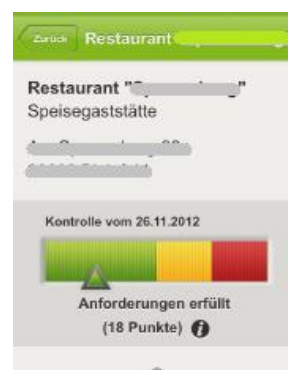 Zurück Restaurant
Restaurant "
Speisegaststätte
Kontrolle vom 26.11.2012
Anforderungen erfüllt
(18 Punkte) i